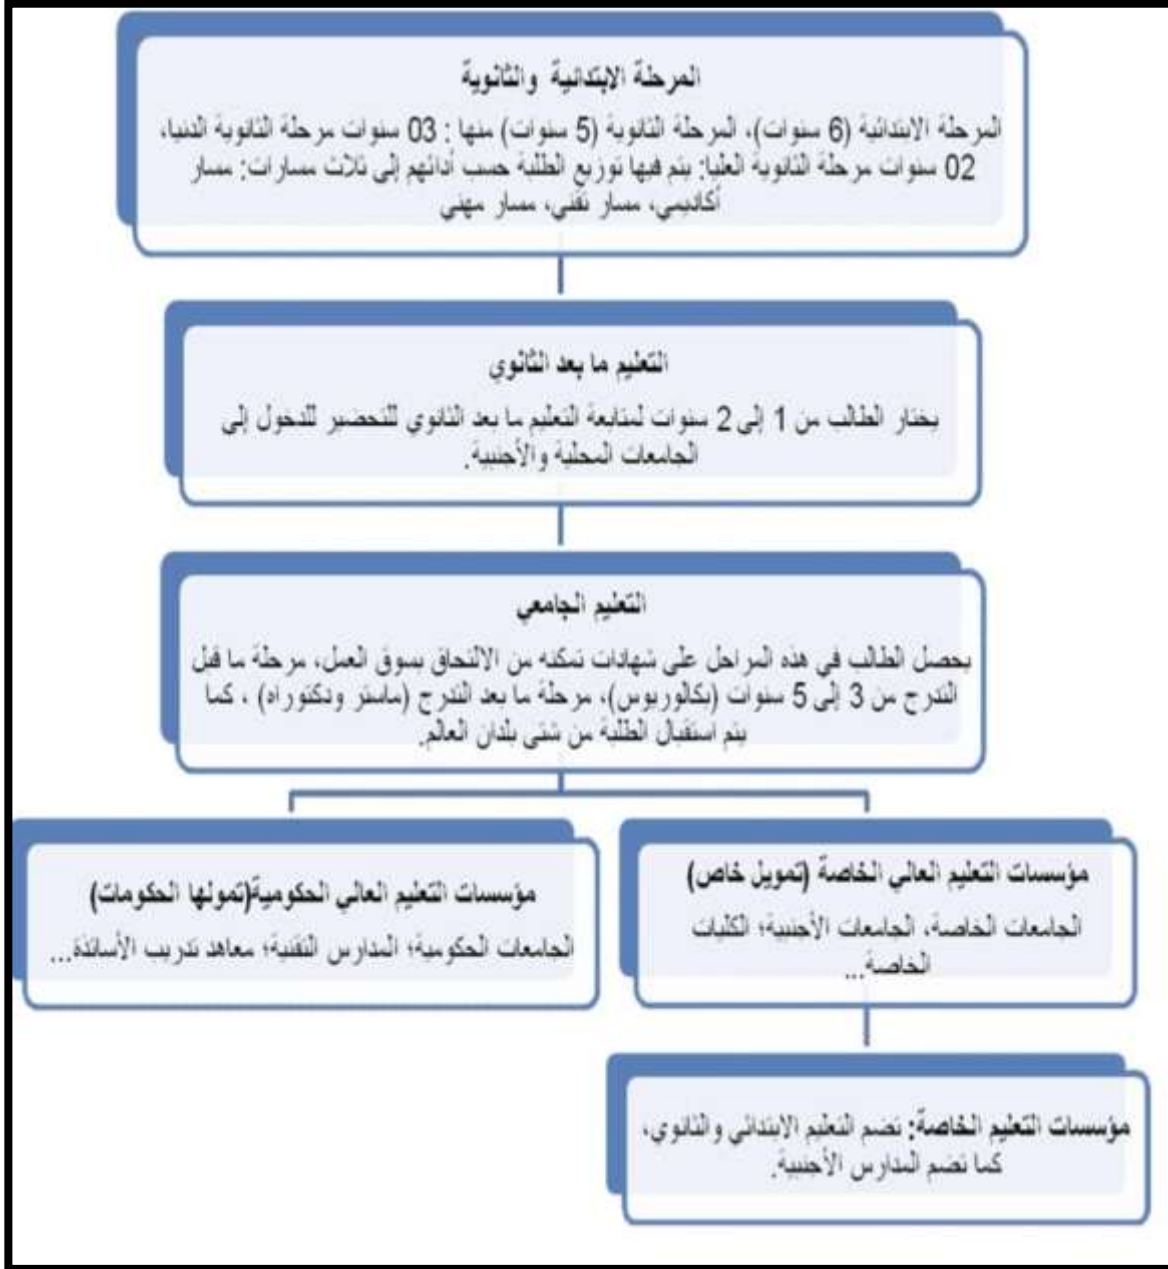 المرحلة الابتدائية والثانوية
المرحلة الابتدائية (6 سنوات)، المرحلة الثانوية (5 سنوات) منها : 03 سنوات مرحلة الثانوية الدنيا،
02 سنوات مرحلة الثانوية العليا: يتم فيها توزيع الطلبة حسب أدائهم إلى ثلاث مسارات: مسار
أكاديمي، مسار تقني، مسار مهني
التعليم ما بعد الثانوي
يختار الطالب من 1 إلى 2 سنوات لمتابعة التعليم ما بعد الثانوي للتحضير للدخول إلى
الجامعات المحلية والأجنبية.
التعليم الجامعي
يحصل الطالب في هذه المراحل على شهادات تمكنه من الالتحاق بسوق العمل، مرحلة ما قبل
التدرج من 3 إلى 5 سنوات (بكالوريوس)، مرحلة ما بعد التدرج (ماستر ودكتوراه) ، كما
يتم استقبال الطلبة من شتى بلدان العالم.
مؤسسات التعليم العالي الخاصة (تمويل خاص)
الجامعات الخاصة، الجامعات الأجنبية؛ الكليات
الخاصة...
مؤسسات التعليم العالي الحكومية(تمولها الحكومات)
الجامعات الحكومية؛ المدارس التقنية؛ معاهد تدريب الأساتذة...
مؤسسات التعليم الخاصة: تضم التعليم الابتدائي والثانوي،
كما تضم المدارس الأجنبية.